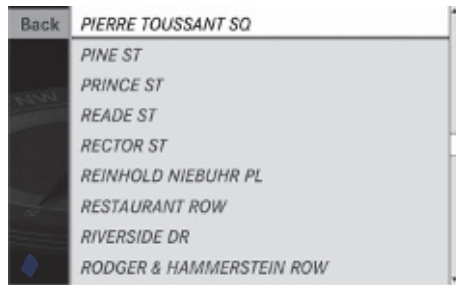 Back
PIERRE TOUSSANT SQ
PINE ST
PRINCE ST
READE ST
RECTOR ST
REINHOLD NIEBUHR PL
RESTAURANT ROW
RIVERSIDE DR
RODGER & HAMMERSTEIN ROW
NW